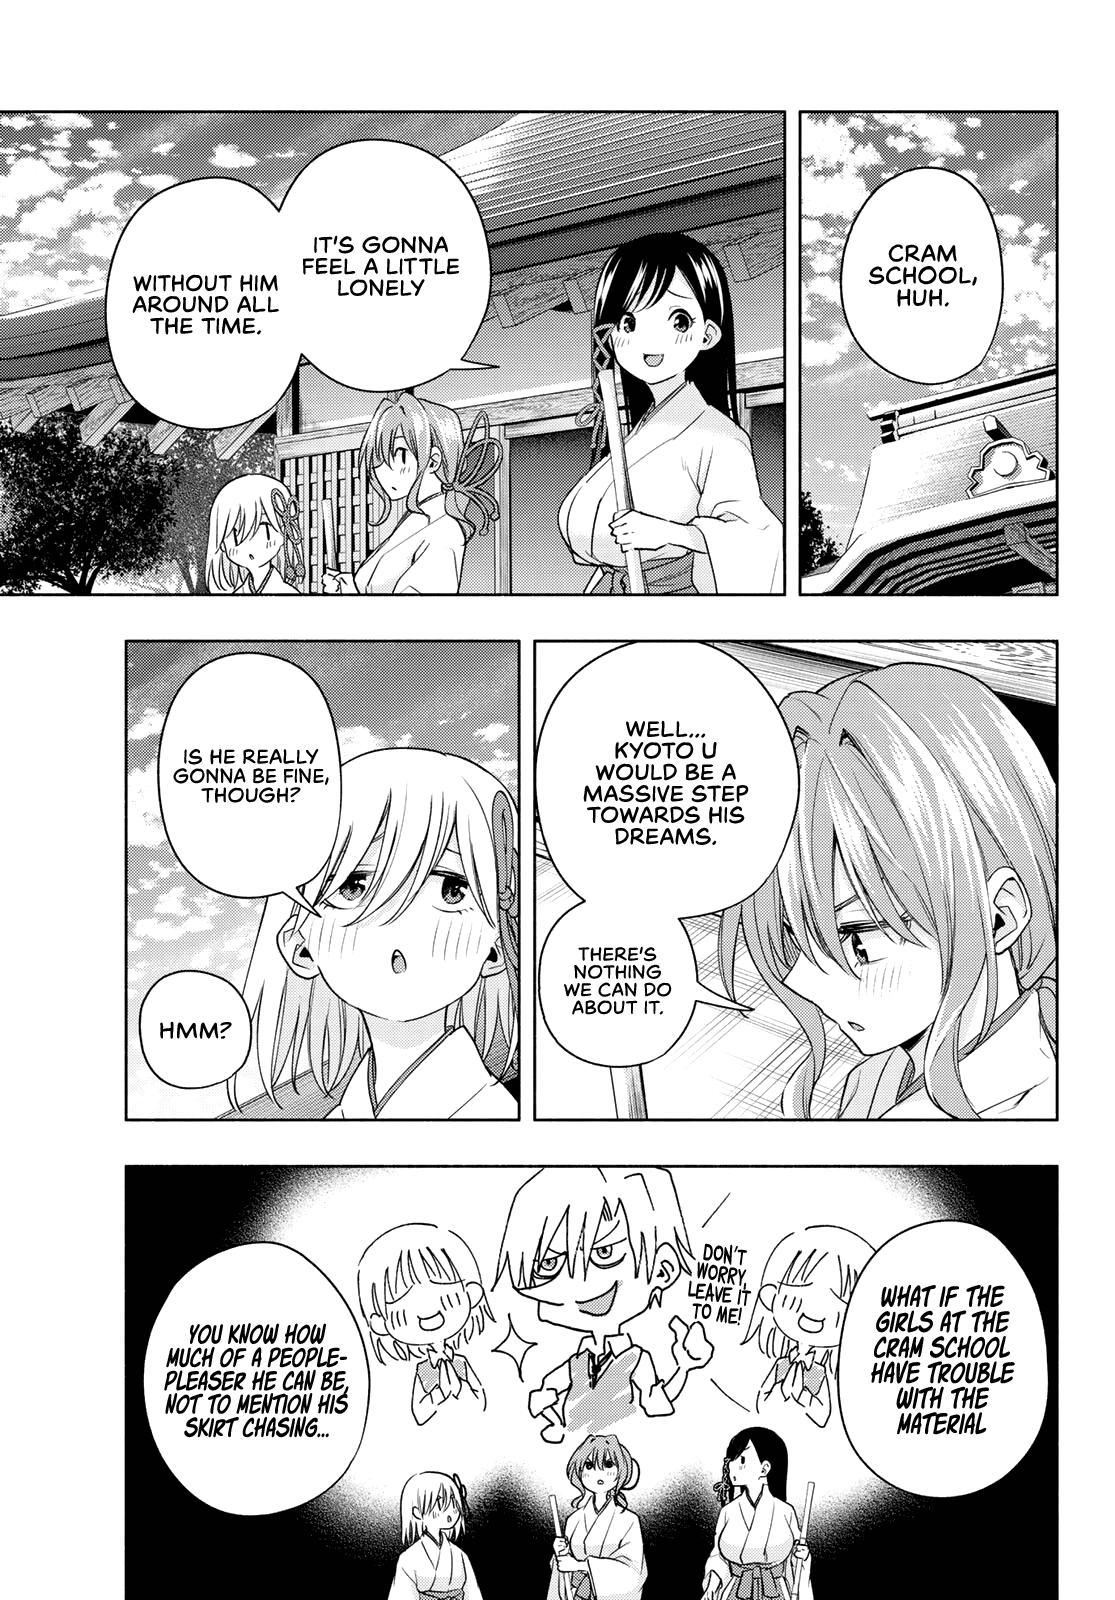 CRAM
SCHOOL,
HUH.
IT'S GONNA
FEEL A LITTLE
LONELY
WITHOUT HIM
AROUND ALL
THE TIME.
WELL...
KYOTO U
WOULD BE A
MASSIVE STEP
TOWARDS HIS
DREAMS.
THERE'S
NOTHING
WE CAN DO
ABOUT IT.
IS HE REALLY
GONNA BE FINE,
THOUGH?
HMM?
WHAT IF THE
GIRLS AT THE
CRAM SCHOOL
HAVE TROUBLE
WITH THE
MATERIAL
DON'T
WORRY,
LEAVE IT
TO ME!
YOU KNOW HOW
MUCH OF A PEOPLE-
PLEASER HE CAN BE,
NOT TO MENTION HIS
SKIRT CHASING...